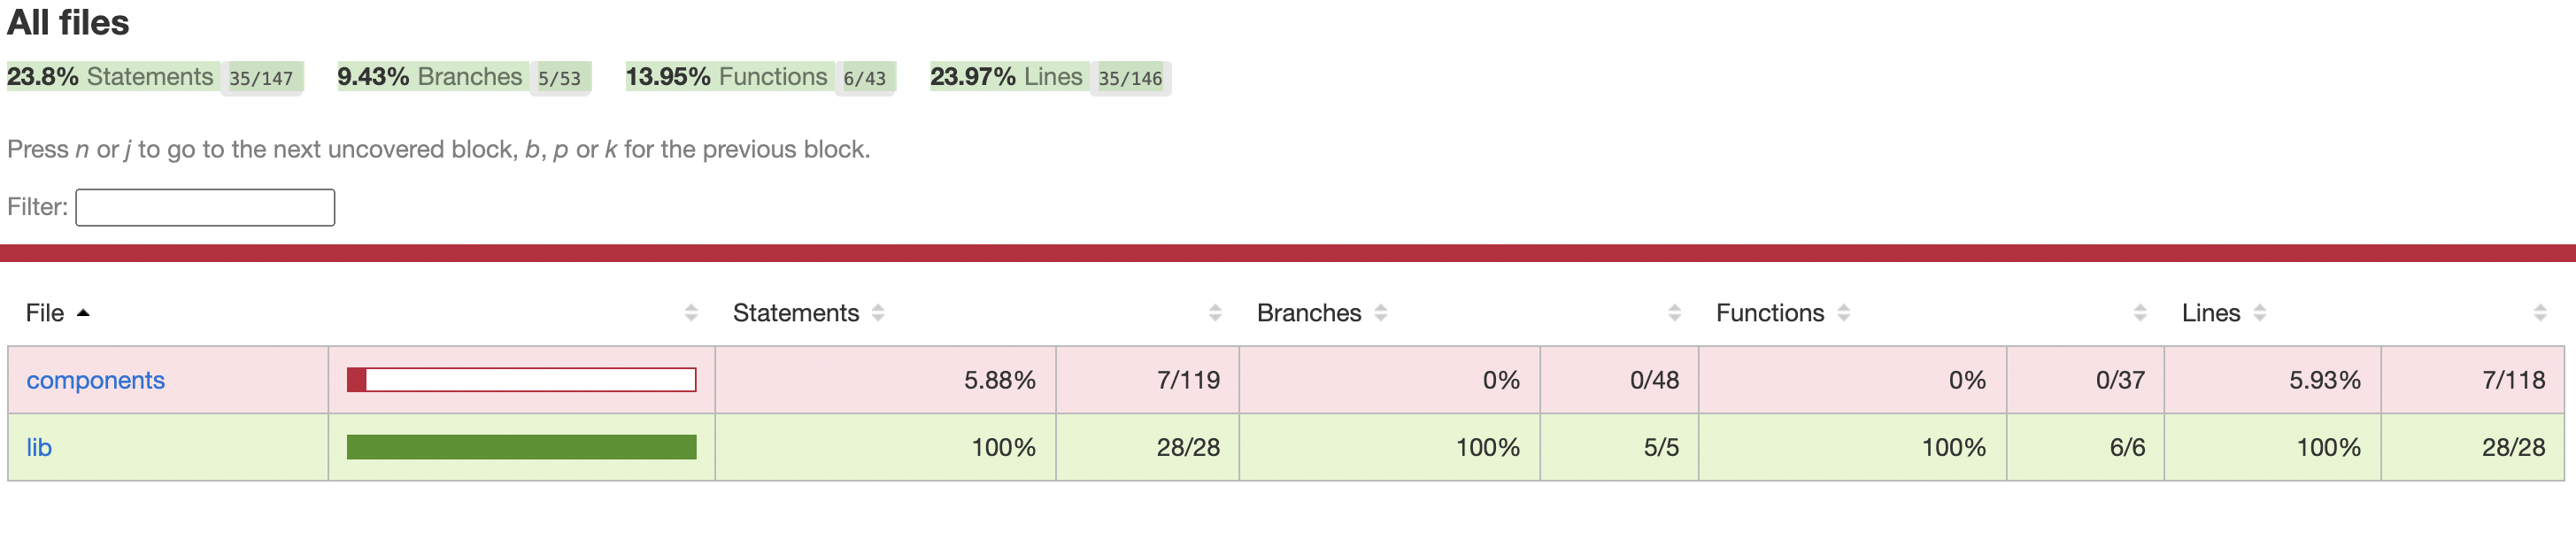 All files
23.8% Statements 35/147 9.43% Branches 5/53 13.95% Functions 6/43 23.97% Lines 35/146
Press n or j to go to the next uncovered block, b, p or k for the previous block.
Filter:
File Statements Branches Functions Lines
components 5.88% 7/119 0% 0/48 0% 0/37 5.93% 7/118
lib 100% 28/28 100% 5/5 100% 6/6 100% 28/28